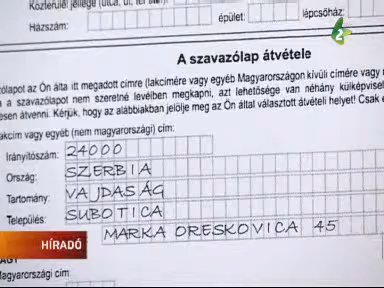 Közterület jellege (utca, út, tér
Házszám: épület: lépcsőház:
2
A szavazólap átvétele
zólapot az Ön által itt megadott címre (lakcímére vagy egyéb Magyarországon kívüli címére vagy
a a szavazólapot nem szeretné levélben megkapni, azt lehetősége van néhány külképvisel
esen átvenni. Kérjük, hogy az alábbiakban jelölje meg az Ön által választott átvételi helyet! Csak
akcím vagy egyéb (nem magyarországi) cím:
Irányítószám: 24000
Ország: SZERBIA
Tartomány: VAJDASÁG
Település: SUBOTICA
MARKA ORESKOVICA 45
HÍRADÓ
VAGY
Magyarországi cím